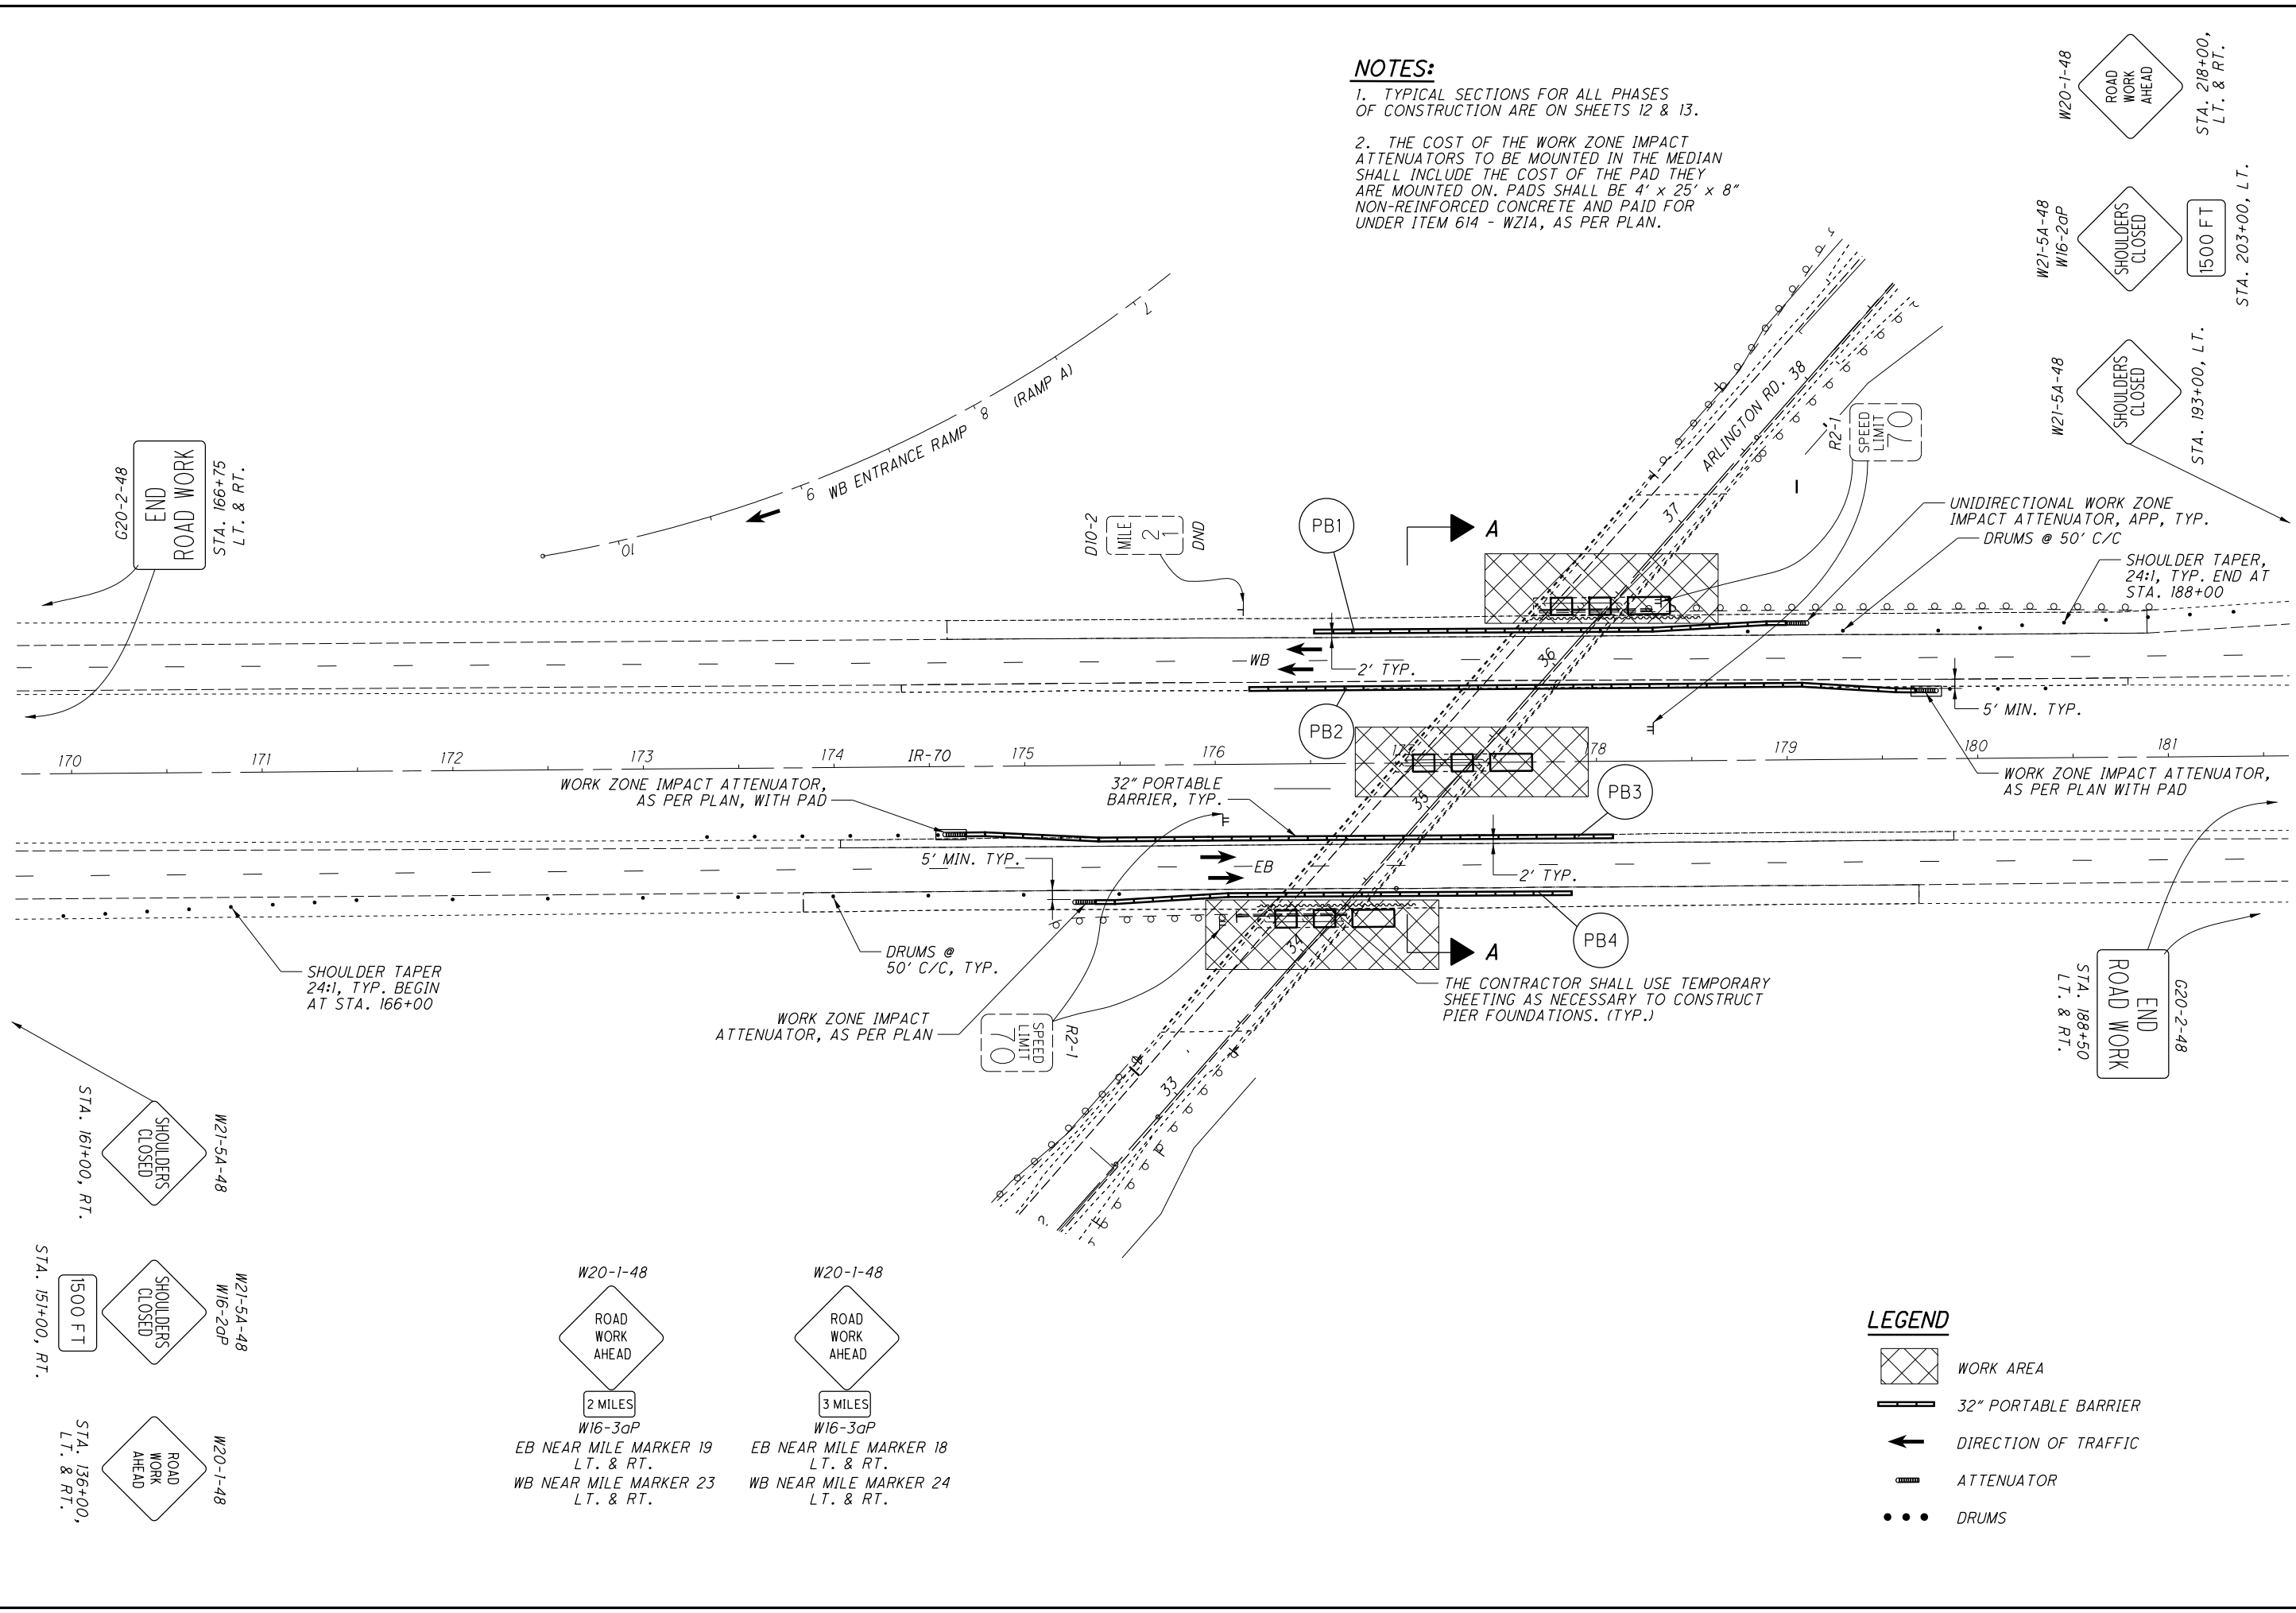 NOTES:
1. TYPICAL SECTIONS FOR ALL PHASES
OF CONSTRUCTION ARE ON SHEETS 12 & 13.
2. THE COST OF THE WORK ZONE IMPACT
ATTENUATORS TO BE MOUNTED IN THE MEDIAN
SHALL INCLUDE THE COST OF THE PAD THEY
ARE MOUNTED ON. PADS SHALL BE 4' x 25' x 8"
NON-REINFORCED CONCRETE AND PAID FOR
UNDER ITEM 614 - WZIA, AS PER PLAN.
W20-1-48
ROAD
WORK
AHEAD
STA. 218+00,
LT. & RT.
W21-5A-48
W16-2aP
SHOULDERS
CLOSED
1500 FT
STA. 203+00, LT.
W21-5A-48
SHOULDERS
CLOSED
STA. 193+00, LT.
7
8
(RAMP A)
WB ENTRANCE RAMP
9
10
G20-2-48
END
ROAD WORK
STA. 166+75
LT. & RT.
D10-2
MILE
2
1
DND
PB1
A
ARLINGTON RD.
38
37
36
35
34
33
R2-1
SPEED
LIMIT
70
UNIDIRECTIONAL WORK ZONE
IMPACT ATTENUATOR, APP, TYP.
DRUMS @ 50' C/C
SHOULDER TAPER,
24:1, TYP. END AT
STA. 188+00
WB
2' TYP.
PB2
5' MIN. TYP.
170
171
172
173
174
IR-70
175
176
177
178
179
180
181
WORK ZONE IMPACT ATTENUATOR,
AS PER PLAN, WITH PAD
32" PORTABLE
BARRIER, TYP.
PB3
WORK ZONE IMPACT ATTENUATOR,
AS PER PLAN WITH PAD
5' MIN. TYP.
EB
2' TYP.
PB4
A
SHOULDER TAPER
24:1, TYP. BEGIN
AT STA. 166+00
DRUMS @
50' C/C, TYP.
WORK ZONE IMPACT
ATTENUATOR, AS PER PLAN
R2-1
SPEED
LIMIT
70
THE CONTRACTOR SHALL USE TEMPORARY
SHEETING AS NECESSARY TO CONSTRUCT
PIER FOUNDATIONS. (TYP.)
G20-2-48
END
ROAD WORK
STA. 188+50
LT. & RT.
W21-5A-48
SHOULDERS
CLOSED
STA. 161+00, RT.
W21-5A-48
W16-2aP
SHOULDERS
CLOSED
1500 FT
STA. 151+00, RT.
W20-1-48
ROAD
WORK
AHEAD
STA. 136+00,
LT. & RT.
W20-1-48
ROAD
WORK
AHEAD
2 MILES
W16-3aP
EB NEAR MILE MARKER 19
LT. & RT.
WB NEAR MILE MARKER 23
LT. & RT.
W20-1-48
ROAD
WORK
AHEAD
3 MILES
W16-3aP
EB NEAR MILE MARKER 18
LT. & RT.
WB NEAR MILE MARKER 24
LT. & RT.
LEGEND
WORK AREA
32" PORTABLE BARRIER
DIRECTION OF TRAFFIC
ATTENUATOR
DRUMS